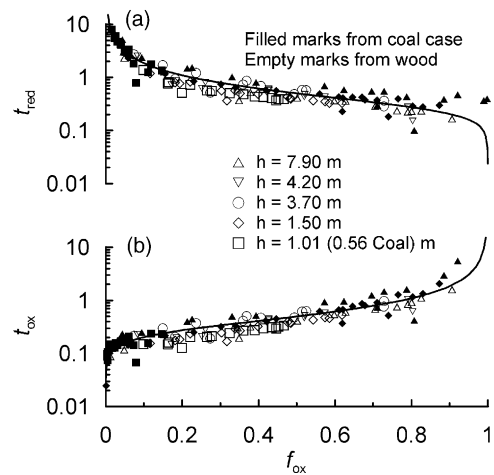 (a)
Filled marks from coal case
Empty marks from wood
10
1
0.1
0.01
t_red
△ h = 7.90 m
▽ h = 4.20 m
○ h = 3.70 m
◇ h = 1.50 m
□ h = 1.01 (0.56 Coal) m
(b)
10
1
0.1
0.01
t_ox
0 0.2 0.4 0.6 0.8 1
f_ox